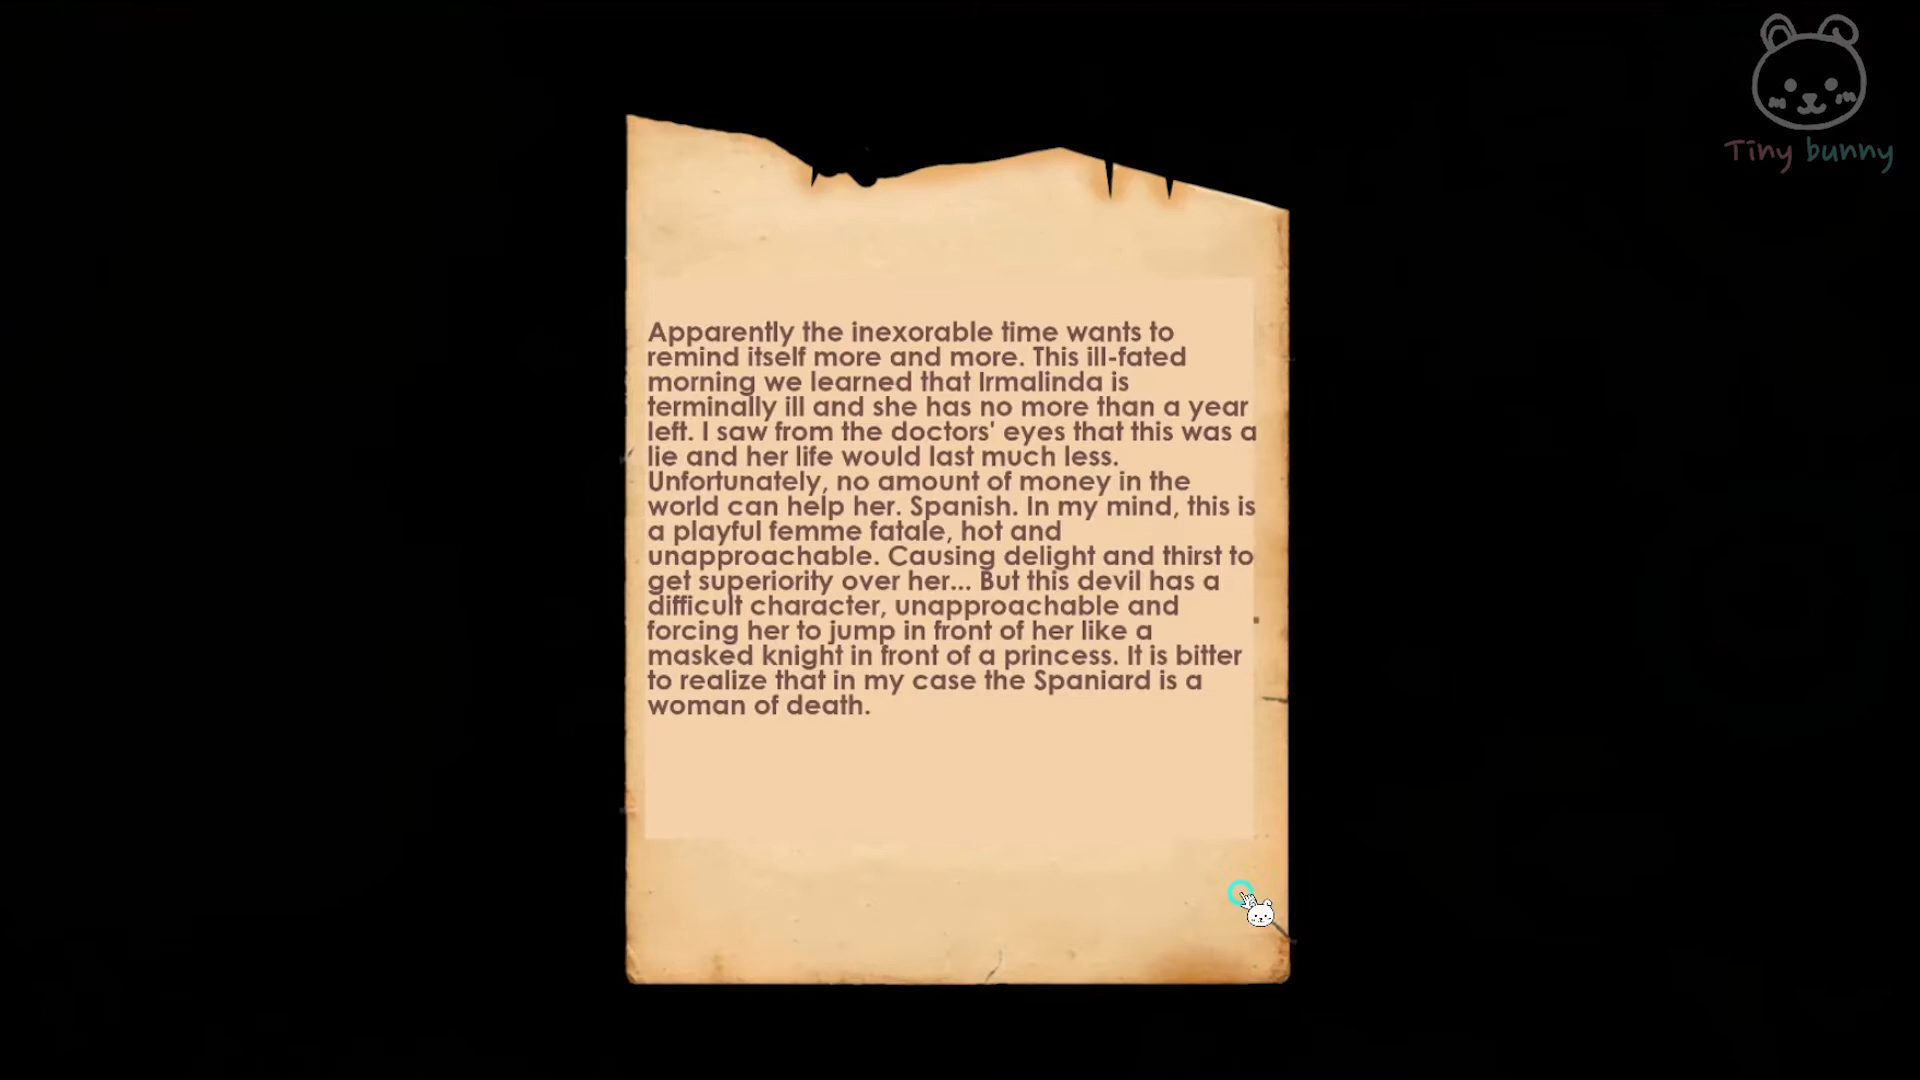 Tiny bunny
Apparently the inexorable time wants to
remind itself more and more. This ill-fated
morning we learned that Irmalinda is
terminally ill and she has no more than a year
left. I saw from the doctors' eyes that this was a
lie and her life would last much less.
Unfortunately, no amount of money in the
world can help her. Spanish. In my mind, this is
a playful femme fatale, hot and
unapproachable. Causing delight and thirst to
get superiority over her... But this devil has a
difficult character, unapproachable and
forcing her to jump in front of her like a
masked knight in front of a princess. It is bitter
to realize that in my case the Spaniard is a
woman of death.